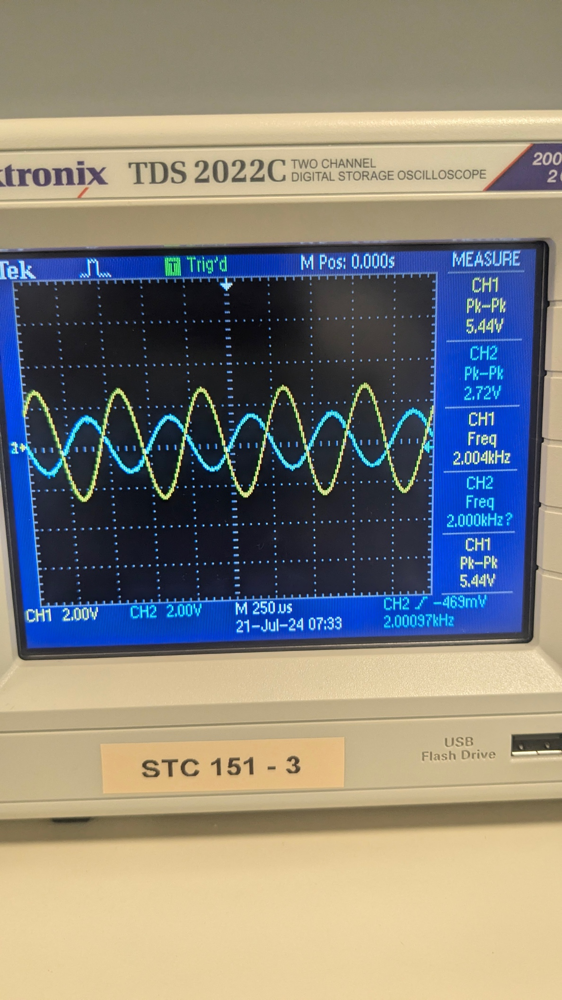 ktronix TDS 2022C TWO CHANNEL
DIGITAL STORAGE OSCILLOSCOPE
200
2
Tek Trig'd M Pos: 0.000s MEASURE
CH1
Pk-Pk
5.44V
CH2
Pk-Pk
2.72V
CH1
Freq
2.004kHz
CH2
Freq
2.000kHz?
CH1
Pk-Pk
5.44V
CH1 2.00V CH2 2.00V M 250µs CH2 -469mV
21-Jul-24 07:33 2.00097kHz
USB
Flash Drive
STC 151 - 3